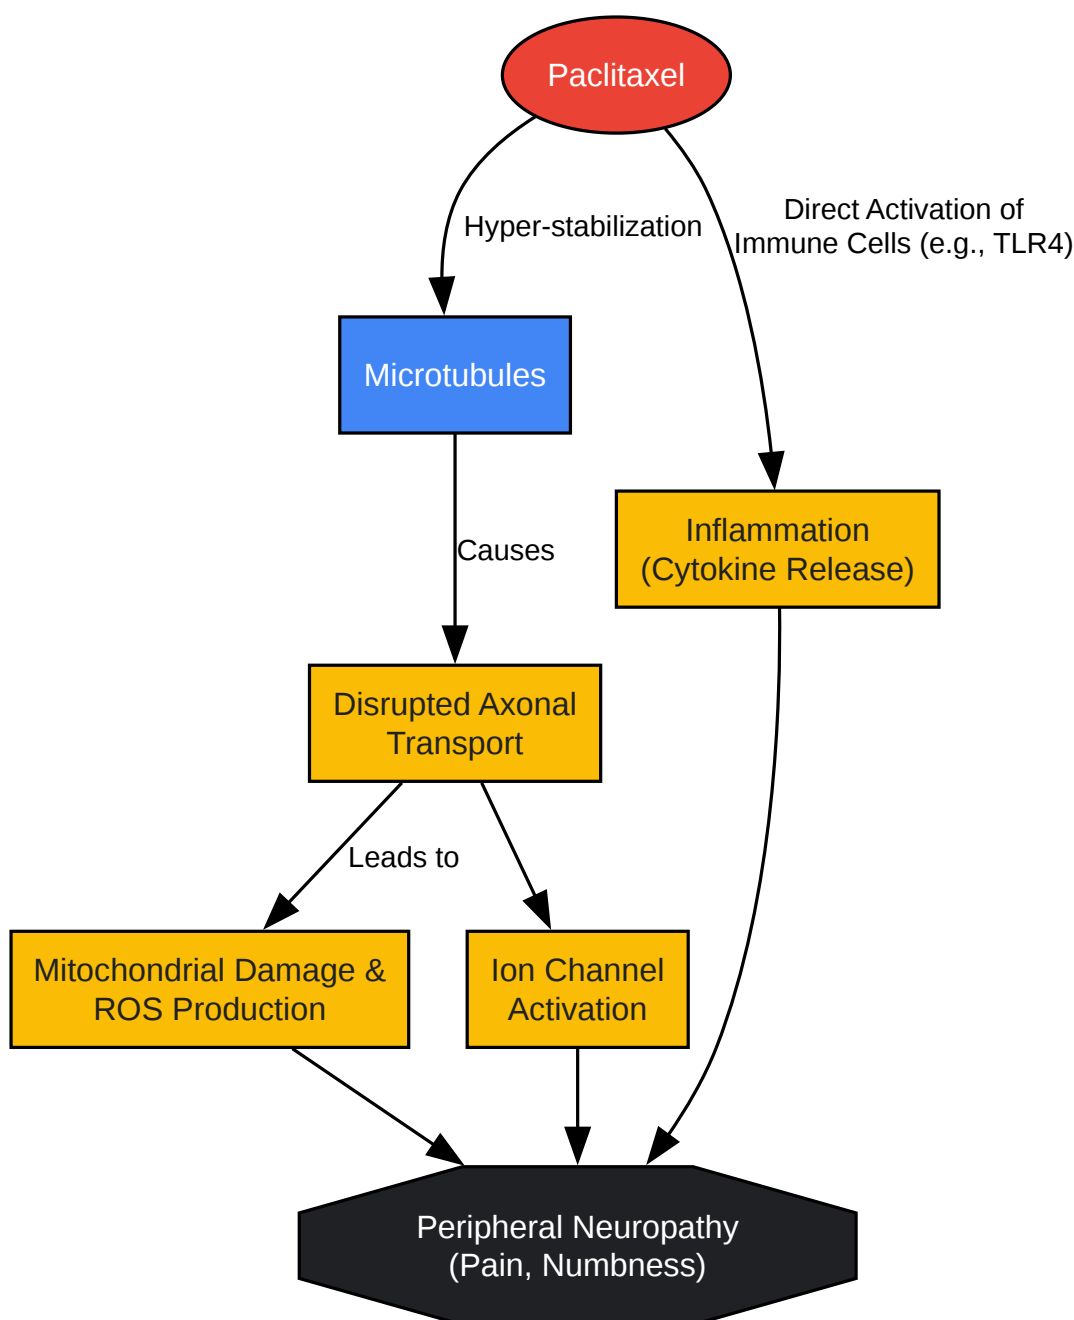 Paclitaxel
Hyper-stabilization
Direct Activation of
Immune Cells (e.g., TLR4)
Microtubules
Inflammation
(Cytokine Release)
Causes
Disrupted Axonal
Transport
Leads to
Mitochondrial Damage &
ROS Production
Ion Channel
Activation
Peripheral Neuropathy
(Pain, Numbness)